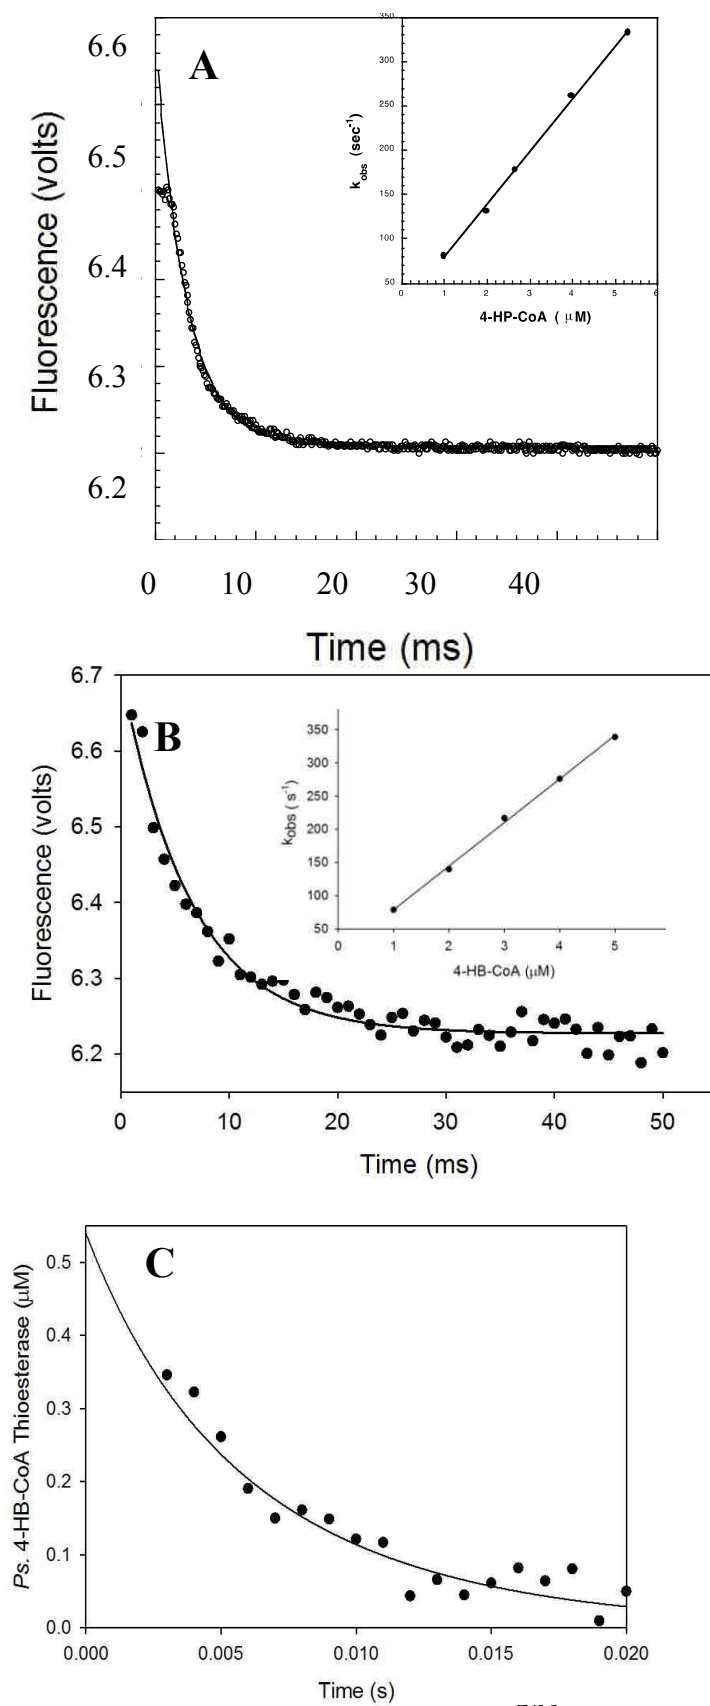 A
6.6
6.5
6.4
6.3
6.2
Fluorescence (volts)
0 10 20 30 40
Time (ms)
350
300
250
200
150
100
50
k obs (sec-1)
0 1 2 3 4 5 6
4-HP-CoA ( μM)
B
6.7
6.6
6.5
6.4
6.3
6.2
Fluorescence (volts)
0 10 20 30 40 50
Time (ms)
350
300
250
200
150
100
50
kobs ( s-1)
0 1 2 3 4 5
4-HB-CoA (μM)
C
0.5
0.4
0.3
0.2
0.1
0.0
Ps. 4-HB-CoA Thioesterase (μM)
0.000 0.005 0.010 0.015 0.020
Time (s)